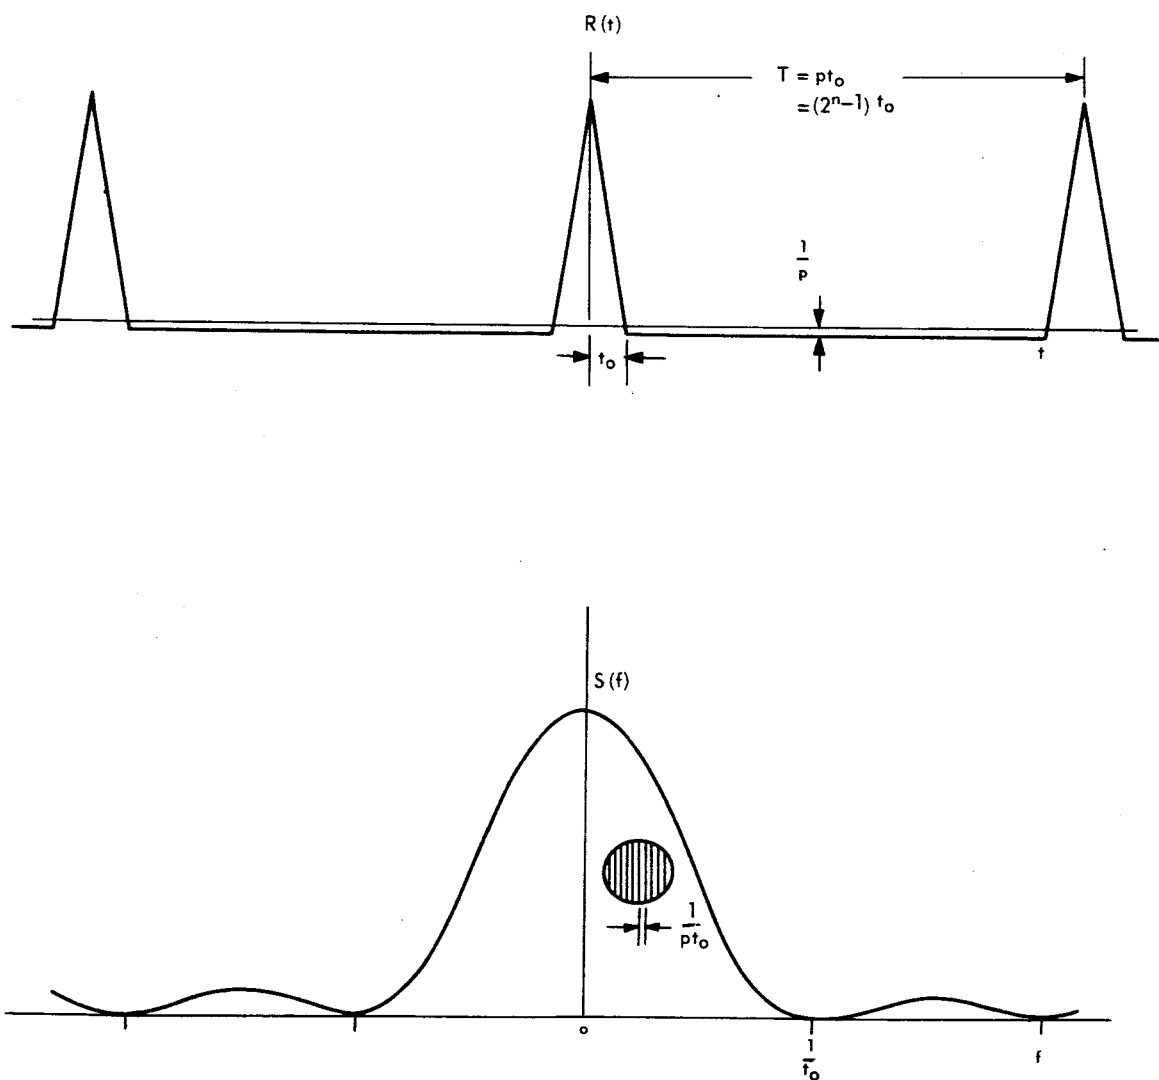 R(t)
T = pt₀
=(2ⁿ-1) t₀
1
p
t₀
t
S(f)
1
pt₀
o
1
t₀
f